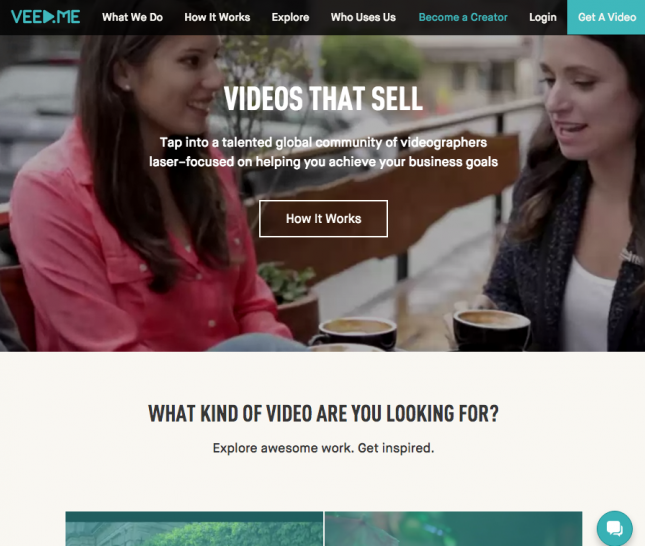 VEED.ME What We Do How It Works Explore Who Uses Us Become a Creator Login Get A Video
VIDEOS THAT SELL
Tap into a talented global community of videographers
laser-focused on helping you achieve your business goals
How It Works
WHAT KIND OF VIDEO ARE YOU LOOKING FOR?
Explore awesome work. Get inspired.